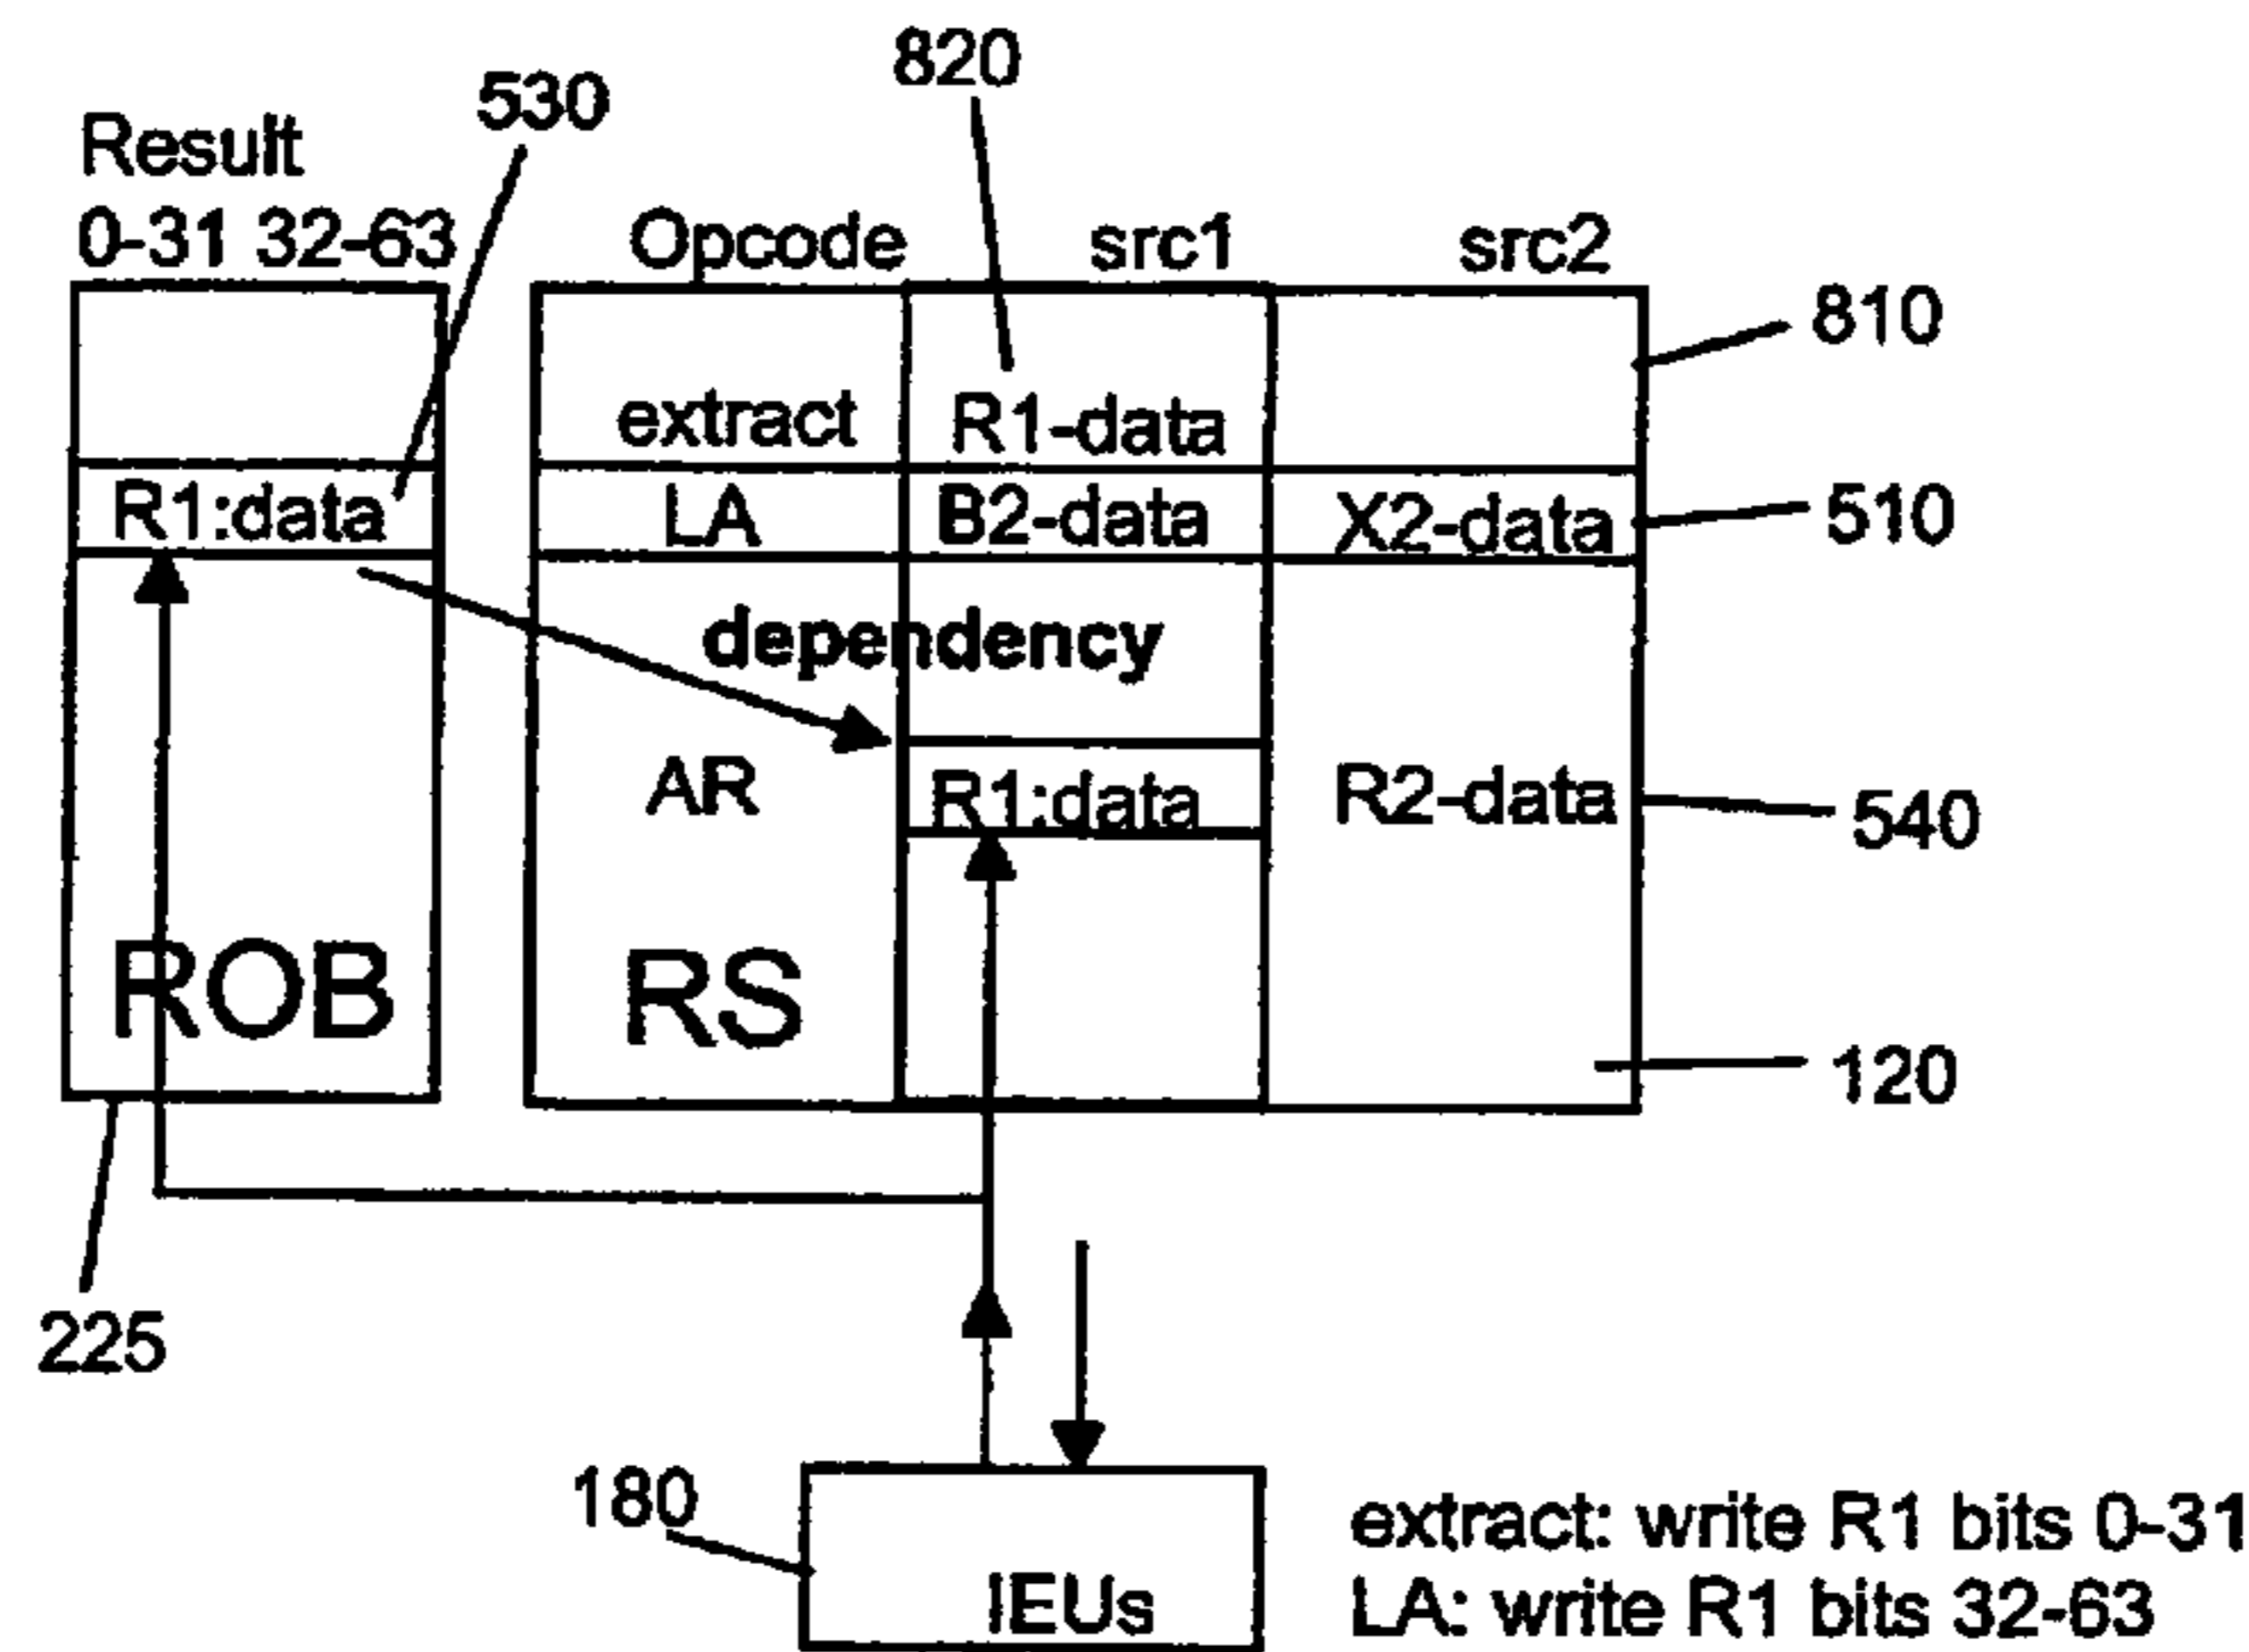 820
530
Result
0-31 32-63
Opcode src1 src2
810
extract R1-data
R1:data LA B2-data X2-data 510
dependency
AR R1:data R2-data 540
ROB RS
120
225
180
IEUs
extract: write R1 bits 0-31
LA: write R1 bits 32-63